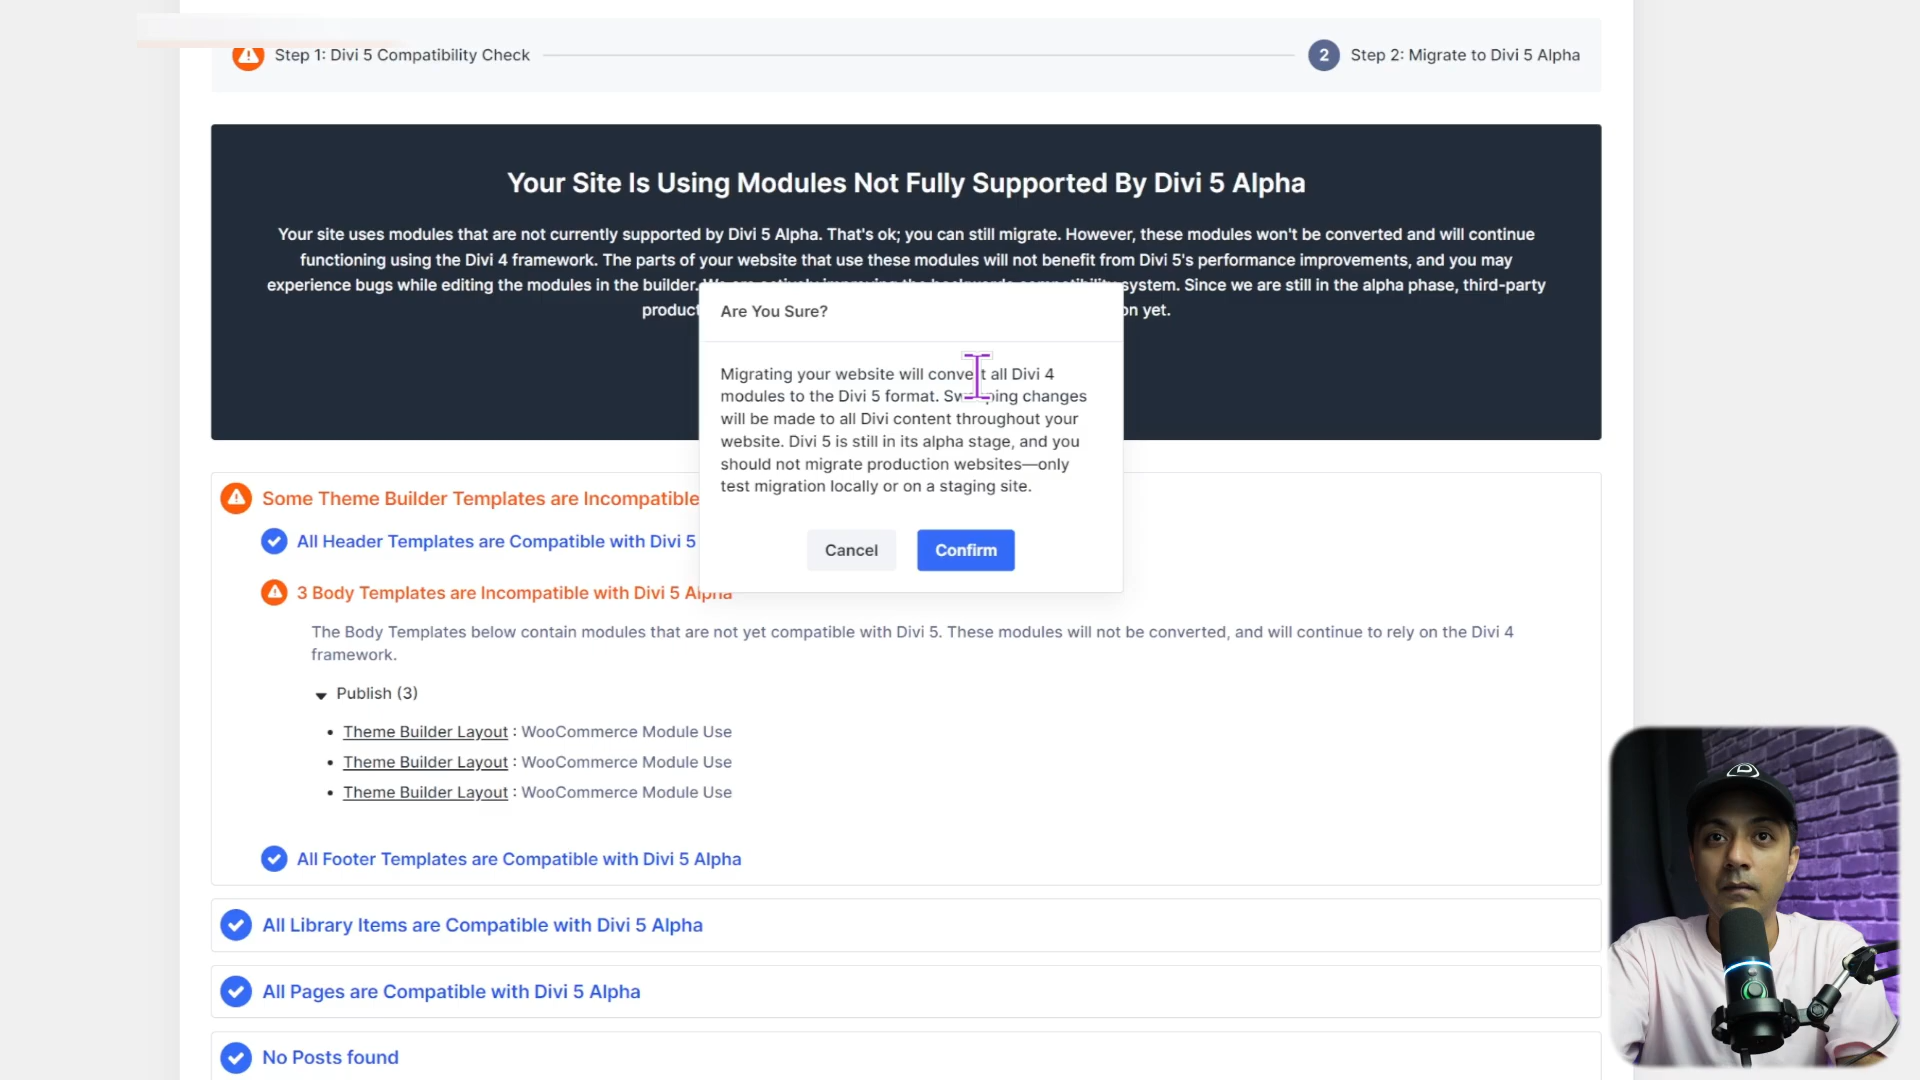 Step 1: Divi 5 Compatibility Check
2 Step 2: Migrate to Divi 5 Alpha
Your Site Is Using Modules Not Fully Supported By Divi 5 Alpha
Your site uses modules that are not currently supported by Divi 5 Alpha. That's ok; you can still migrate. However, these modules won't be converted and will continue
functioning using the Divi 4 framework. The parts of your website that use these modules will not benefit from Divi 5's performance improvements, and you may
experience bugs while editing the modules in the builder. We are actively improving the backwards compatibility system. Since we are still in the alpha phase, third-party
product on yet.
Are You Sure?
Migrating your website will convert all Divi 4
modules to the Divi 5 format. Sweeping changes
will be made to all Divi content throughout your
website. Divi 5 is still in its alpha stage, and you
should not migrate production websites—only
test migration locally or on a staging site.
Cancel Confirm
Some Theme Builder Templates are Incompatible
All Header Templates are Compatible with Divi 5
3 Body Templates are Incompatible with Divi 5 Alpha
The Body Templates below contain modules that are not yet compatible with Divi 5. These modules will not be converted, and will continue to rely on the Divi 4
framework.
Publish (3)
• Theme Builder Layout : WooCommerce Module Use
• Theme Builder Layout : WooCommerce Module Use
• Theme Builder Layout : WooCommerce Module Use
All Footer Templates are Compatible with Divi 5 Alpha
All Library Items are Compatible with Divi 5 Alpha
All Pages are Compatible with Divi 5 Alpha
No Posts found